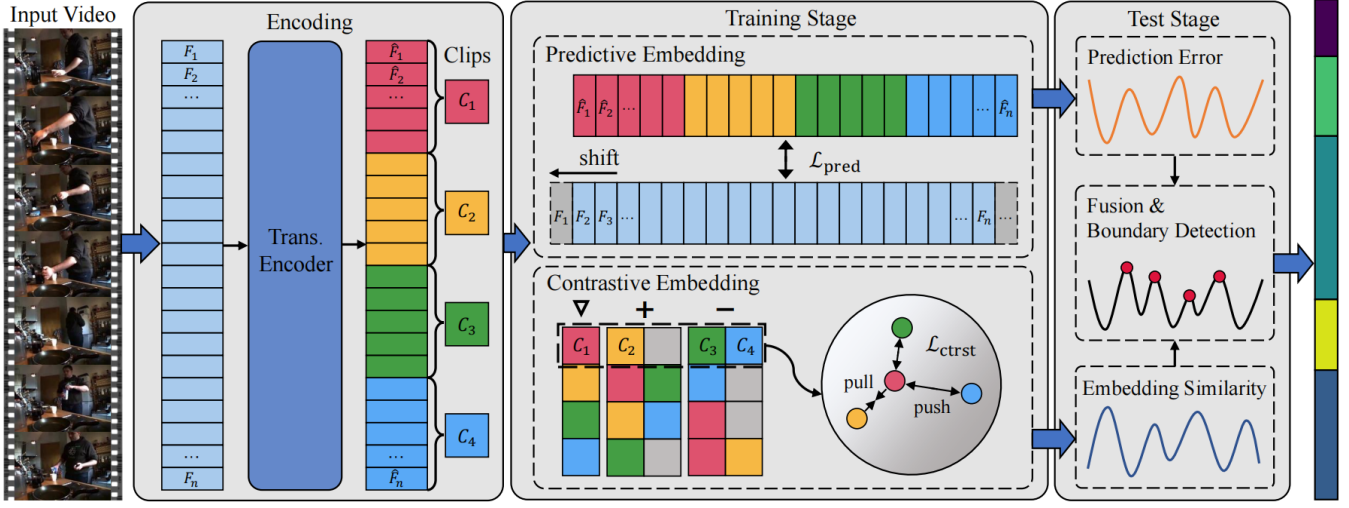 Input Video
Encoding
F₁
F₂
...
...
Fₙ
Trans.
Encoder
F̂₁
F̂₂
...
...
F̂ₙ
Clips
C₁
C₂
C₃
C₄
Training Stage
Predictive Embedding
F̂₁ F̂₂ ... ... F̂ₙ
shift
ℒpred
F₁ F₂ F₃ ... ... Fₙ ...
Contrastive Embedding
∇ + −
C₁ C₂ C₃ C₄
ℒctrst
pull
push
Test Stage
Prediction Error
Fusion &
Boundary Detection
Embedding Similarity